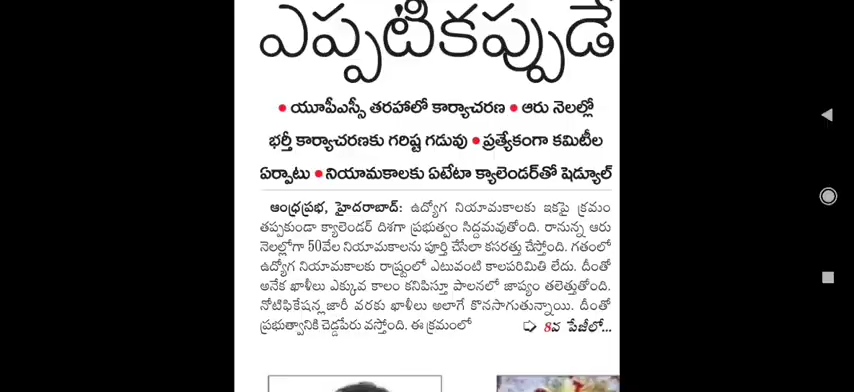 ఎప్పటికప్పుడే
• యూపీఎస్సీ తరహాలో కార్యాచరణ • ఆరు నెలల్లో
భర్తీ కార్యాచరణకు గరిష్ట గడువు • ప్రత్యేకంగా కమిటీల
ఏర్పాటు • నియామకాలకు ఏటేటా క్యాలెండర్‌తో షెడ్యూల్
ఆంధ్రప్రభ, హైదరాబాద్: ఉద్యోగ నియామకాలకు ఇకపై క్రమం
తప్పకుండా క్యాలెండర్ దిశగా ప్రభుత్వం సిద్దమవుతోంది. రానున్న ఆరు
నెలల్లోగా 50వేల నియామకాలను పూర్తి చేసేలా కసరత్తు చేస్తోంది. గతంలో
ఉద్యోగ నియామకాలకు రాష్ట్రంలో ఎటువంటి కాలపరిమితి లేదు. దీంతో
అనేక ఖాళీలు ఎక్కువ కాలం కనిపిస్తూ పాలనలో జాప్యం తలెత్తుతోంది.
నోటిఫికేషన్ల జారీ వరకు ఖాళీలు అలాగే కొనసాగుతున్నాయి. దీంతో
ప్రభుత్వానికి చెడ్డపేరు వస్తోంది. ఈ క్రమంలో ➪ 8వ పేజీలో...